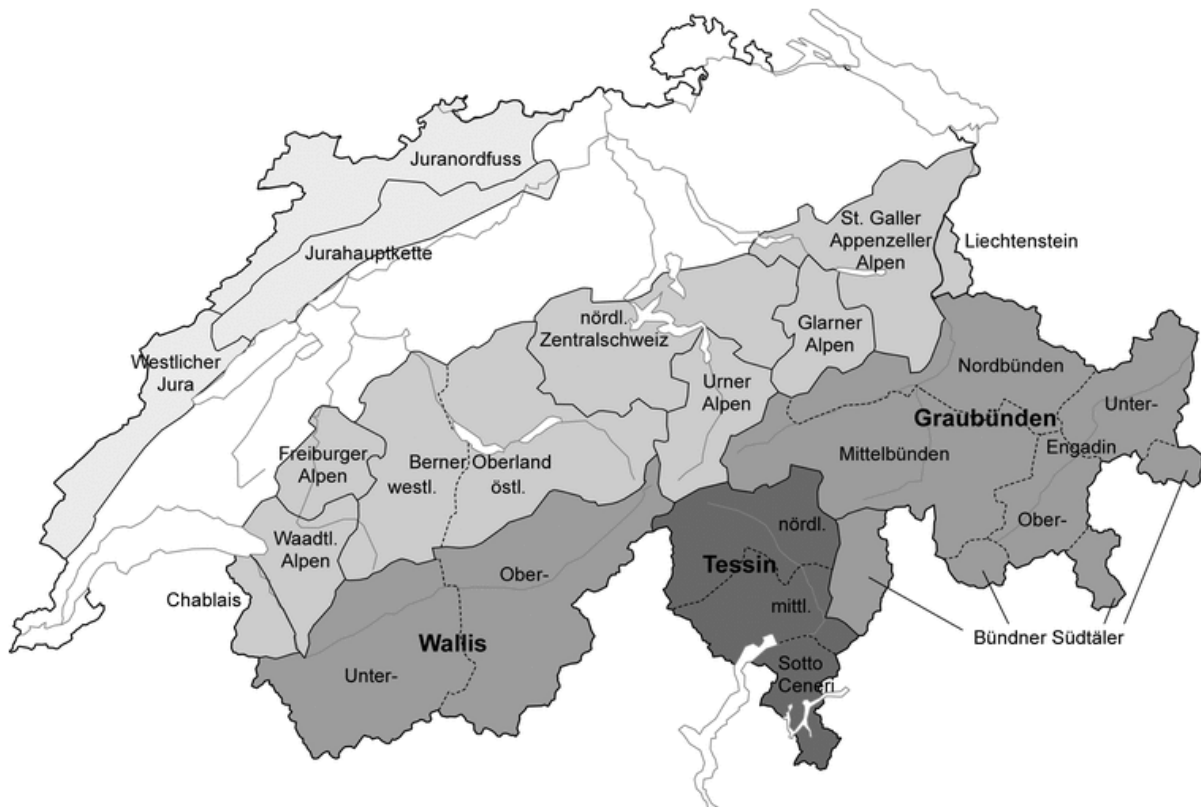 Juranordfuss
Jurahauptkette
Westlicher
Jura
St. Galler
Appenzeller
Alpen
Liechtenstein
nördl.
Zentralschweiz
Glarner
Alpen
Urner
Alpen
Nordbünden
Graubünden
Unter-
Engadin
Mittelbünden
Ober-
Freiburger
Alpen
Berner Oberland
westl.
östl.
Waadtl.
Alpen
Chablais
Ober-
Wallis
Unter-
nördl.
Tessin
mittl.
Sotto
Ceneri
Bündner Südtäler